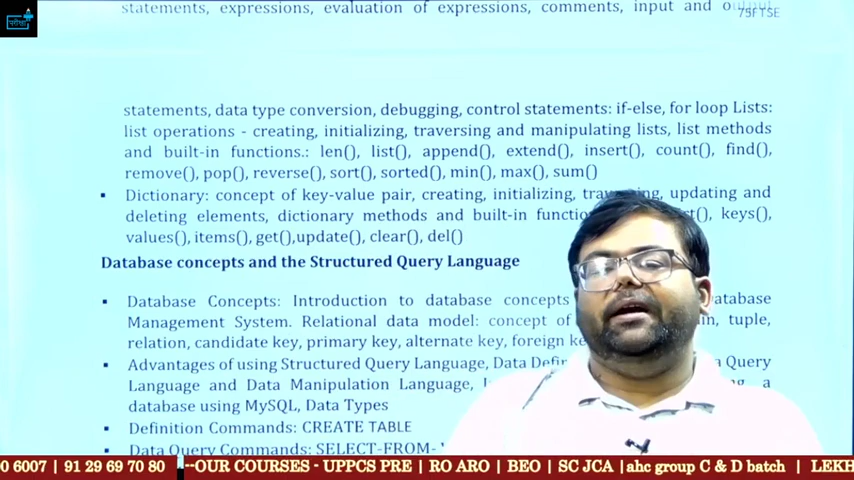 परीक्षा
statements, expressions, evaluation of expressions, comments, input and output
75FTSE
statements, data type conversion, debugging, control statements: if-else, for loop Lists:
list operations - creating, initializing, traversing and manipulating lists, list methods
and built-in functions.: len(), list(), append(), extend(), insert(), count(), find(),
remove(), pop(), reverse(), sort(), sorted(), min(), max(), sum()
▪ Dictionary: concept of key-value pair, creating, initializing, updating and
deleting elements, dictionary methods and built-in keys(),
values(), items(), get(),update(), clear(), del()
Database concepts and the Structured Query Language
▪ Database Concepts: Introduction to database concepts
Management System. Relational data model: concept of tuple,
relation, candidate key, primary key, alternate key, foreign
▪ Advantages of using Structured Query Language, Data Query
Language and Data Manipulation Language, a
database using MySQL, Data Types
▪ Definition Commands: CREATE TABLE
▪ Data Query Commands: SELECT-FROM-
0 6007 | 91 29 69 70 80 --OUR COURSES - UPPCS PRE | RO ARO | BEO | SC JCA |ahc group C & D batch | LEKH